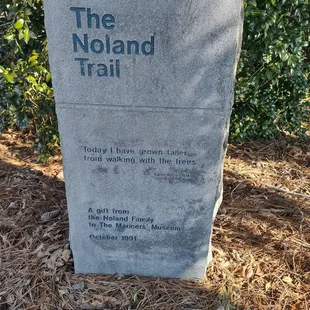 The
Noland
Trail
Today I have grown taller
from walking with the trees
A gift from
the Noland Family
to The Mariners' Museum
October 1991